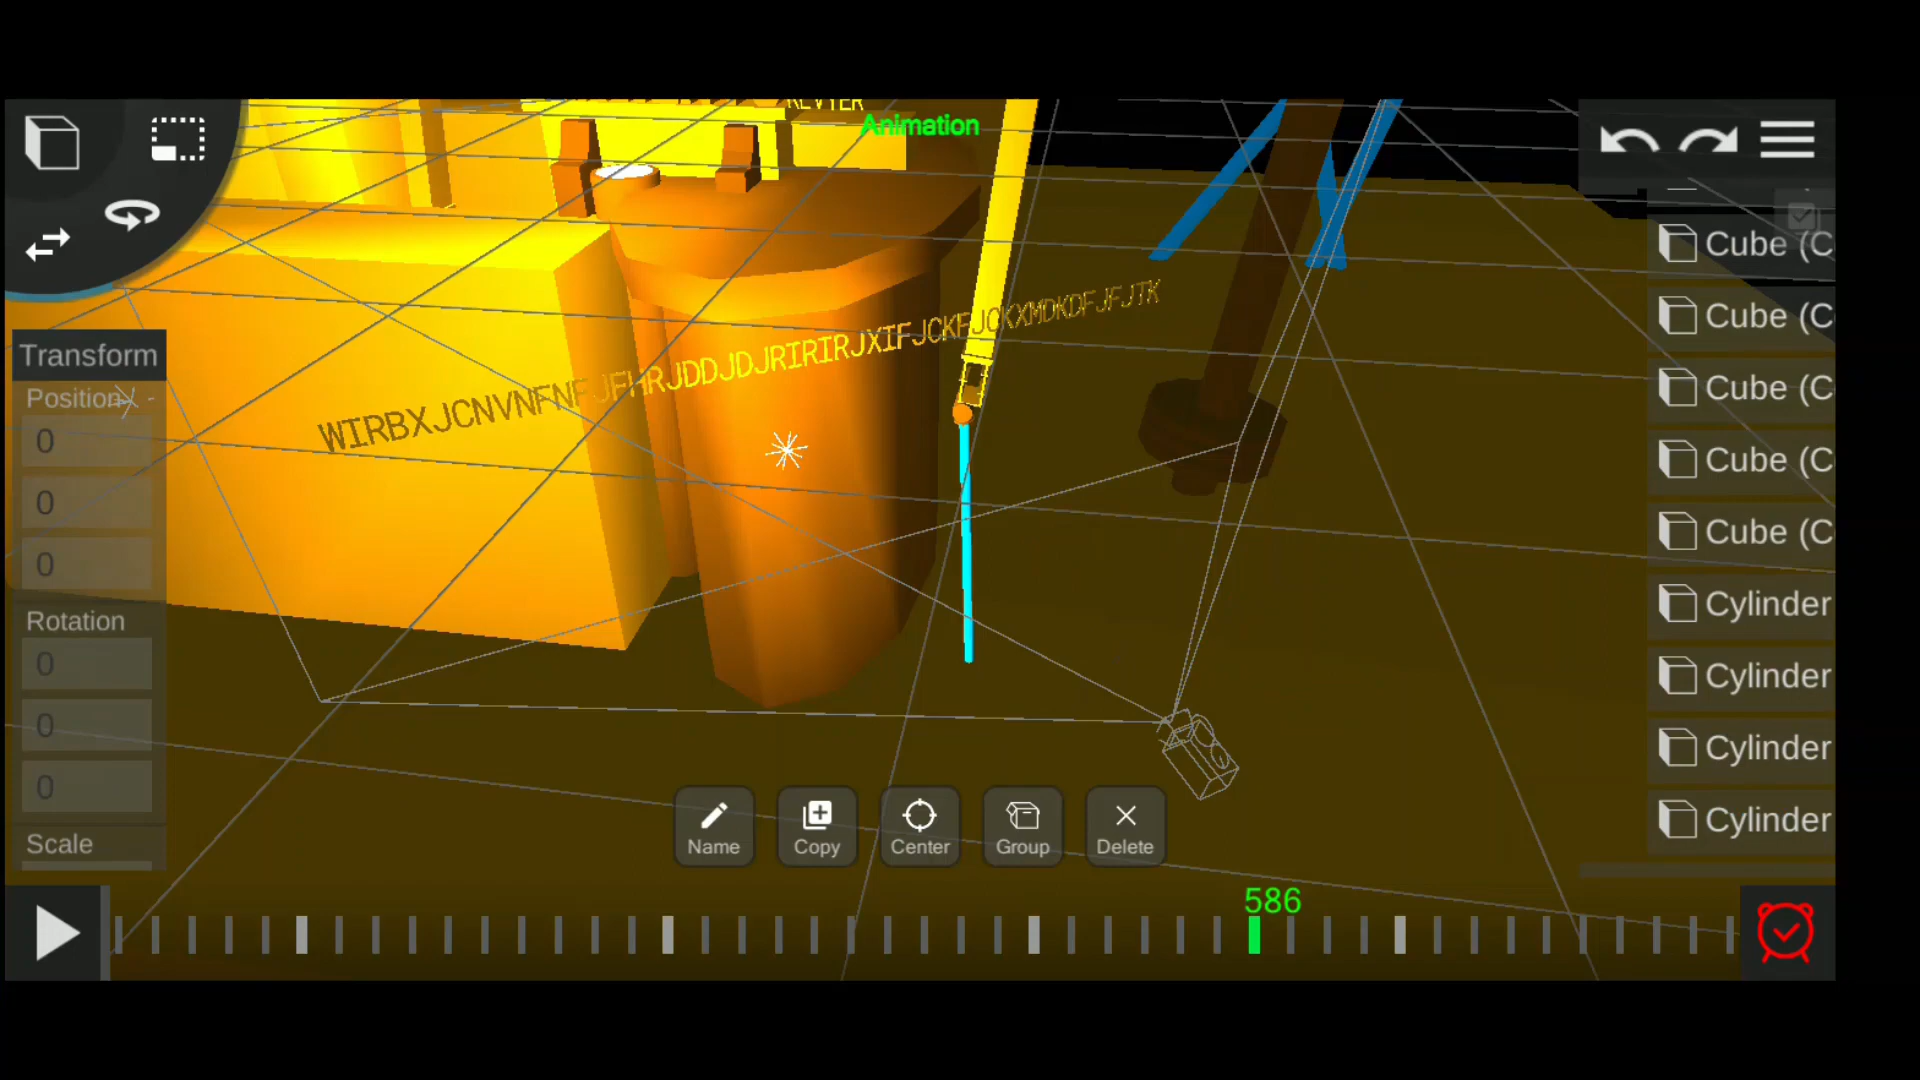 Animation
Cube (C
Transform
Position
0
0
0
Rotation
0
0
0
Scale
Cube (C
Cube (C
Cube (C
Cube (C
Cylinder
Cylinder
Cylinder
Cylinder
Name
Copy
Center
Group
Delete
586